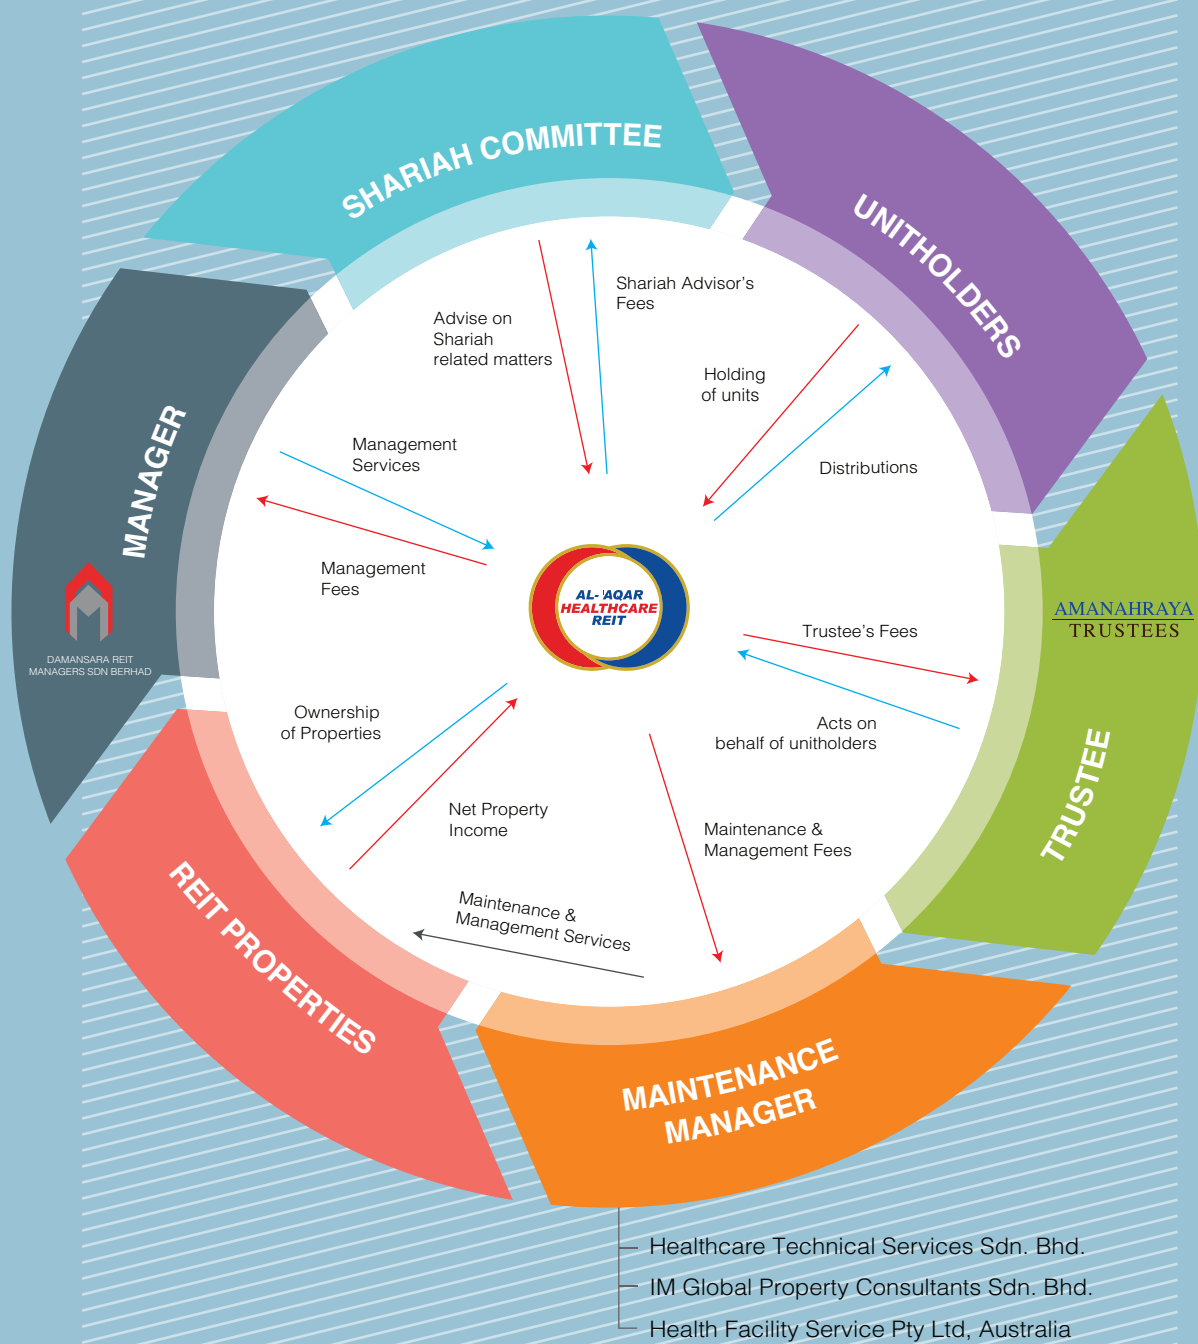 SHARIAH COMMITTEE
UNITHOLDERS
Shariah Advisor's
Fees
Advise on
Shariah
related matters
Holding
of units
Distributions
Management
Services
MANAGER
Management
Fees
DAMANSARA REIT
MANAGERS SDN BERHAD
AL-'AQAR
HEALTHCARE
REIT
AMANAHRAYA
TRUSTEES
Trustee's Fees
Acts on
behalf of unitholders
TRUSTEE
Ownership
of Properties
Net Property
Income
Maintenance &
Management Fees
Maintenance &
Management Services
REIT PROPERTIES
MAINTENANCE
MANAGER
Healthcare Technical Services Sdn. Bhd.
IM Global Property Consultants Sdn. Bhd.
Health Facility Service Pty Ltd, Australia